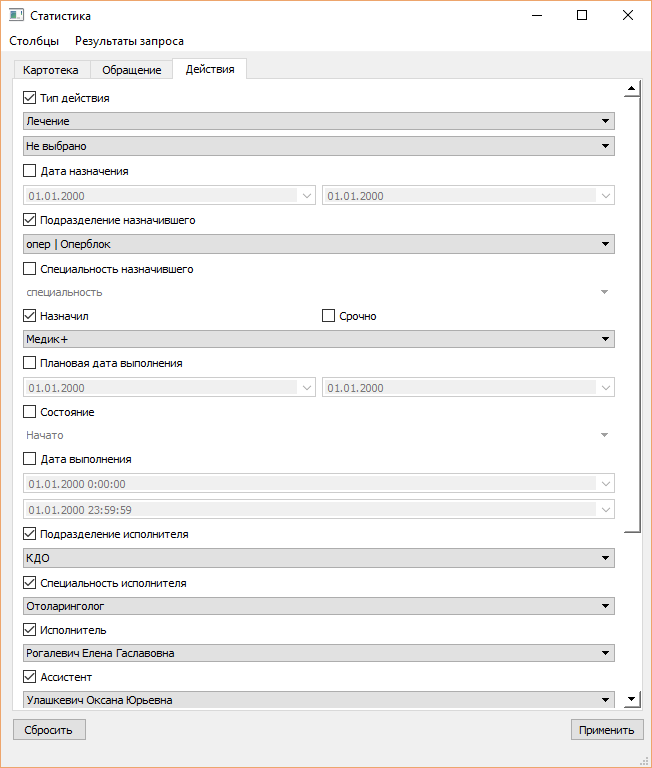 Статистика
Столбцы Результаты запроса
Картотека Обращение Действия
Тип действия
Лечение
Не выбрано
Дата назначения
01.01.2000 01.01.2000
Подразделение назначившего
опер | Оперблок
Специальность назначившего
специальность
Назначил Срочно
Медик+
Плановая дата выполнения
01.01.2000 01.01.2000
Состояние
Начато
Дата выполнения
01.01.2000 0:00:00
01.01.2000 23:59:59
Подразделение исполнителя
КДО
Специальность исполнителя
Отоларинголог
Исполнитель
Рогалевич Елена Гаславовна
Ассистент
Улашкевич Оксана Юрьевна
Сбросить Применить